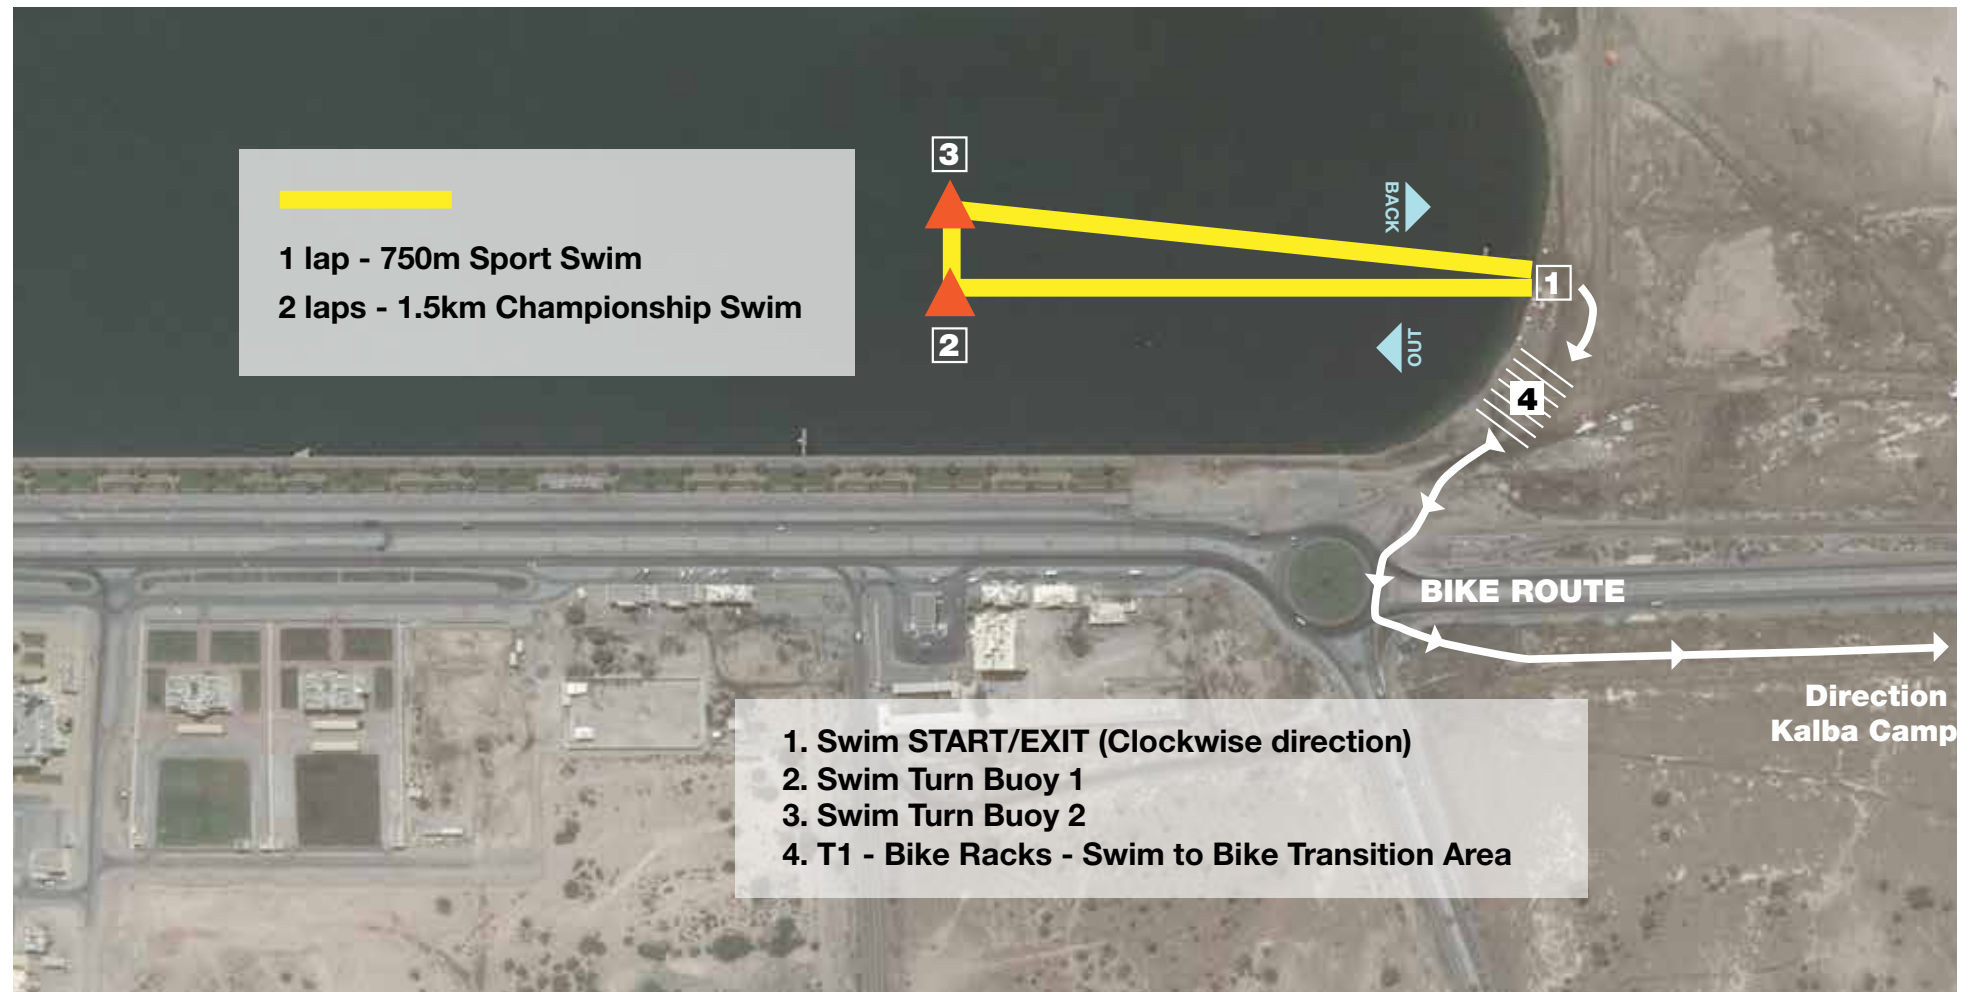 3
BACK
1 lap - 750m Sport Swim
2 laps - 1.5km Championship Swim
1
2
OUT
4
BIKE ROUTE
Direction
Kalba Camp
1. Swim START/EXIT (Clockwise direction)
2. Swim Turn Buoy 1
3. Swim Turn Buoy 2
4. T1 - Bike Racks - Swim to Bike Transition Area